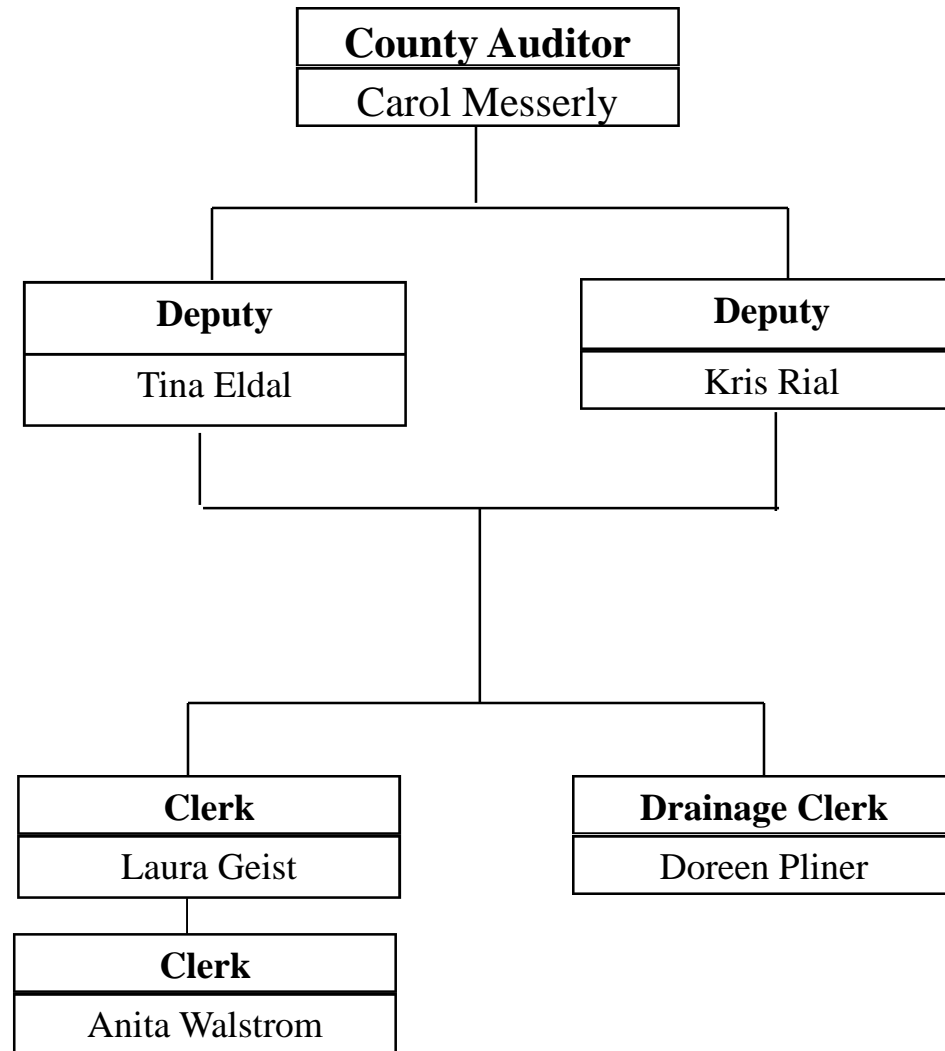 County Auditor
Carol Messerly
Deputy
Tina Eldal
Deputy
Kris Rial
Clerk
Laura Geist
Drainage Clerk
Doreen Pliner
Clerk
Anita Walstrom